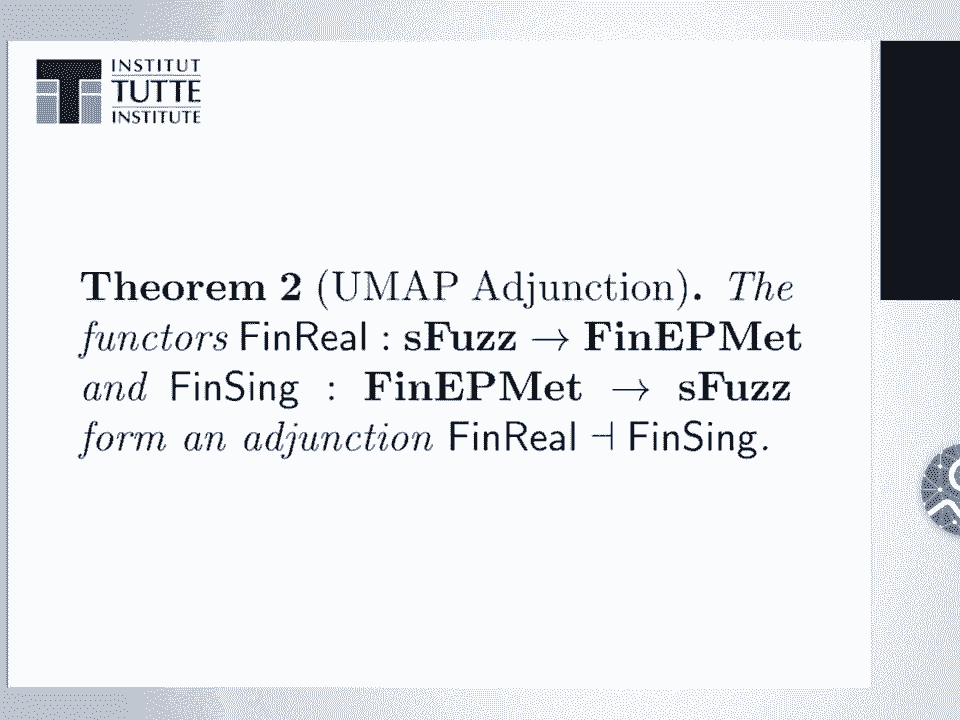 INSTITUT
TUTTE
INSTITUTE
Theorem 2 (UMAP Adjunction). The
functors FinReal : sFuzz → FinEPMet
and FinSing : FinEPMet → sFuzz
form an adjunction FinReal ⊣ FinSing.